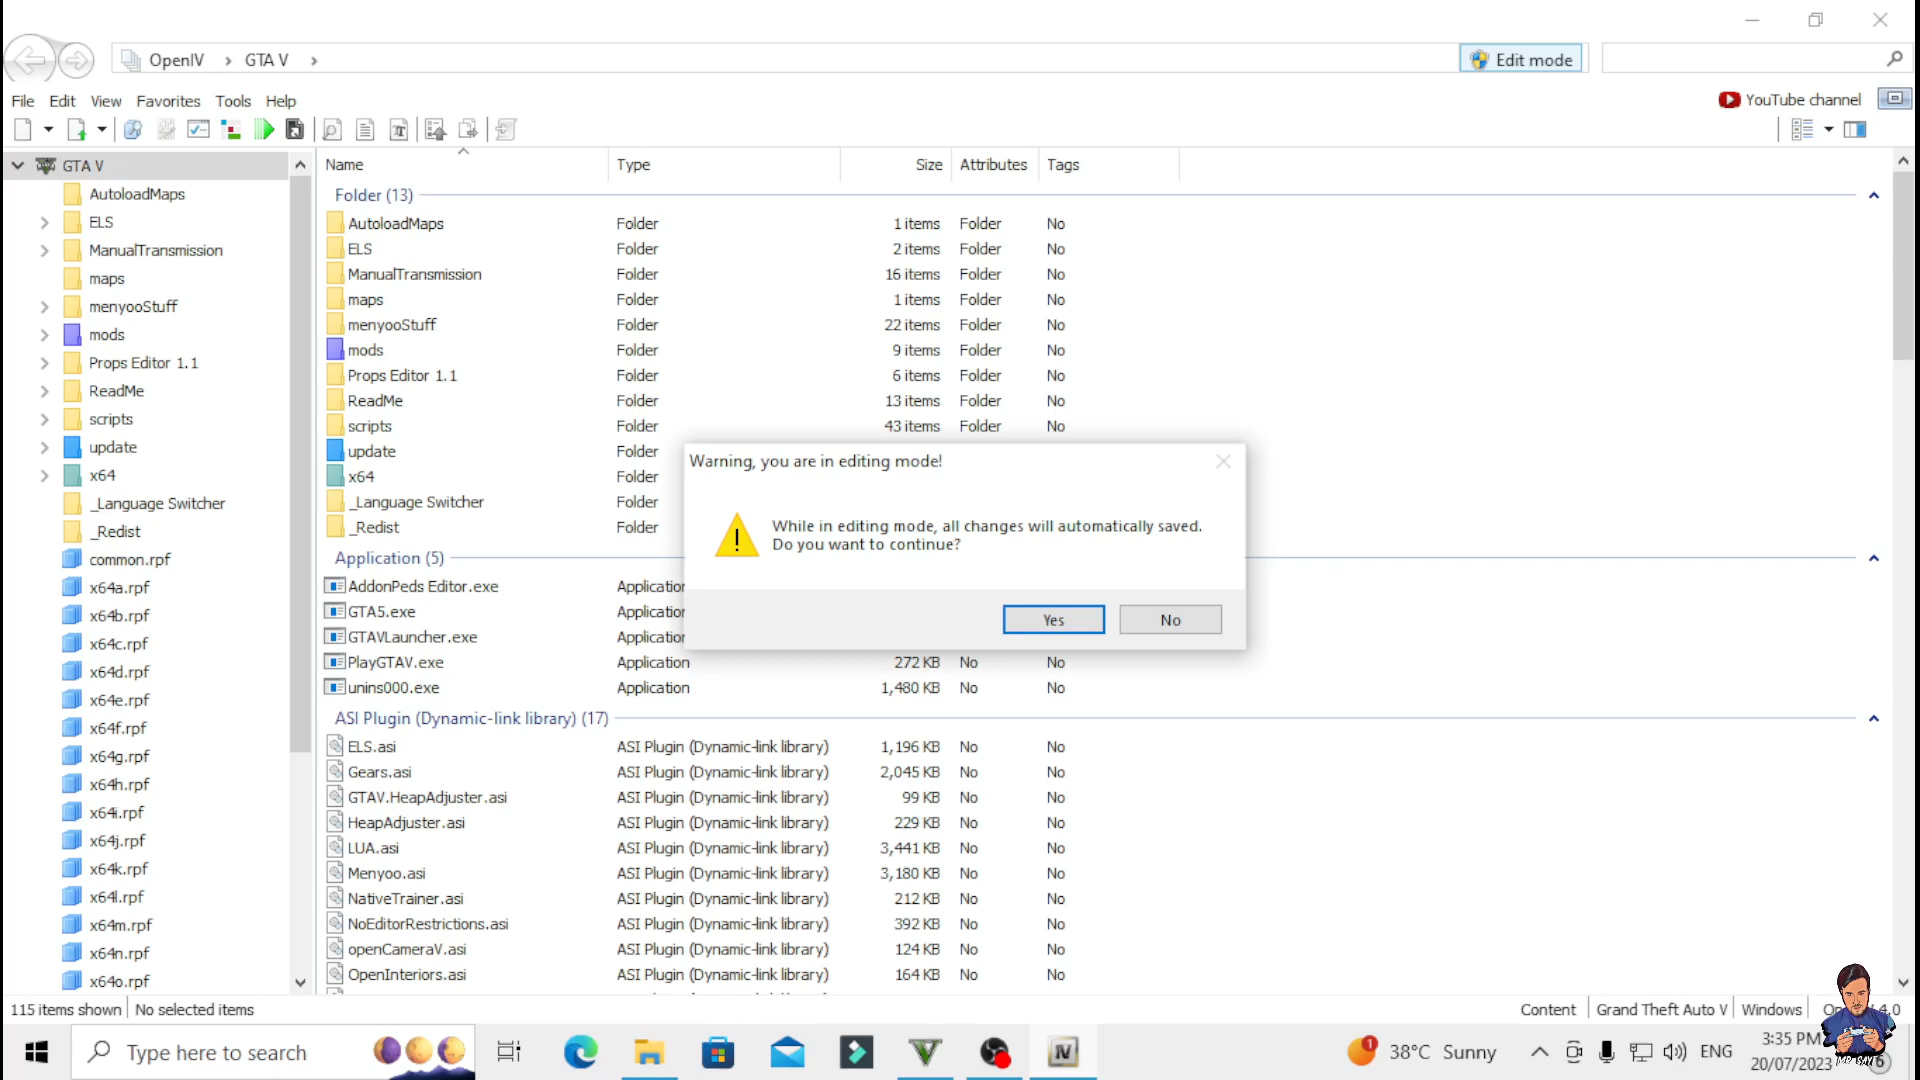 OpenIV > GTA V >
Edit mode
File Edit View Favorites Tools Help
YouTube channel
GTA V
AutoloadMaps
ELS
ManualTransmission
maps
menyooStuff
mods
Props Editor 1.1
ReadMe
scripts
update
x64
_Language Switcher
_Redist
common.rpf
x64a.rpf
x64b.rpf
x64c.rpf
x64d.rpf
x64e.rpf
x64f.rpf
x64g.rpf
x64h.rpf
x64i.rpf
x64j.rpf
x64k.rpf
x64l.rpf
x64m.rpf
x64n.rpf
x64o.rpf
Name Type Size Attributes Tags
Folder (13)
AutoloadMaps Folder 1 items Folder No
ELS Folder 2 items Folder No
ManualTransmission Folder 16 items Folder No
maps Folder 1 items Folder No
menyooStuff Folder 22 items Folder No
mods Folder 9 items Folder No
Props Editor 1.1 Folder 6 items Folder No
ReadMe Folder 13 items Folder No
scripts Folder 43 items Folder No
update Folder
x64 Folder
_Language Switcher Folder
_Redist Folder
Application (5)
AddonPeds Editor.exe Application
GTA5.exe Application
GTAVLauncher.exe Application
PlayGTAV.exe Application 272 KB No No
unins000.exe Application 1,480 KB No No
ASI Plugin (Dynamic-link library) (17)
ELS.asi ASI Plugin (Dynamic-link library) 1,196 KB No No
Gears.asi ASI Plugin (Dynamic-link library) 2,045 KB No No
GTAV.HeapAdjuster.asi ASI Plugin (Dynamic-link library) 99 KB No No
HeapAdjuster.asi ASI Plugin (Dynamic-link library) 229 KB No No
LUA.asi ASI Plugin (Dynamic-link library) 3,441 KB No No
Menyoo.asi ASI Plugin (Dynamic-link library) 3,180 KB No No
NativeTrainer.asi ASI Plugin (Dynamic-link library) 212 KB No No
NoEditorRestrictions.asi ASI Plugin (Dynamic-link library) 392 KB No No
openCameraV.asi ASI Plugin (Dynamic-link library) 124 KB No No
OpenInteriors.asi ASI Plugin (Dynamic-link library) 164 KB No No
Warning, you are in editing mode!
While in editing mode, all changes will automatically saved.
Do you want to continue?
Yes No
115 items shown No selected items
Content Grand Theft Auto V Windows
Type here to search
IV
1
38°C Sunny
ENG
3:35 PM
20/07/2023